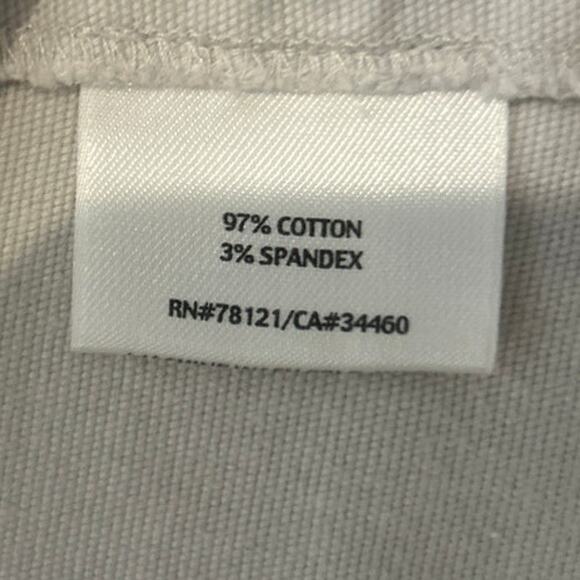 97% COTTON
3% SPANDEX
RN#78121/CA#34460